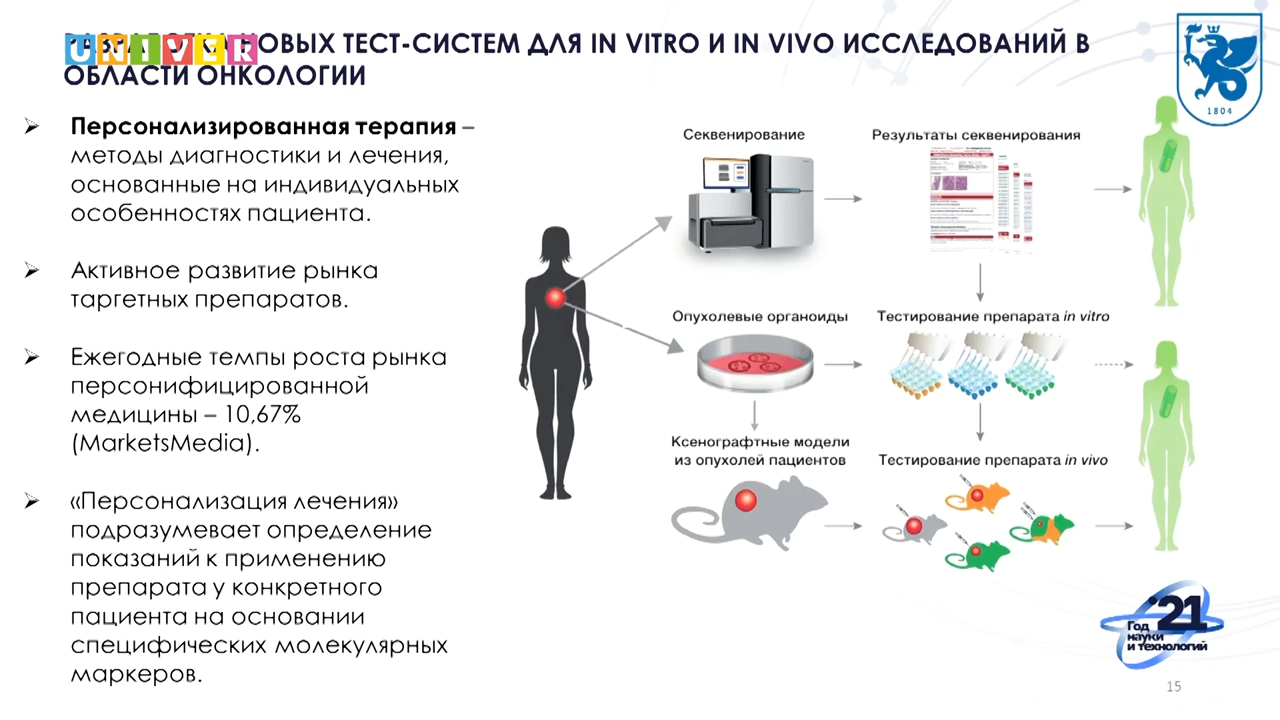 UNIVER
НОВЫХ ТЕСТ-СИСТЕМ ДЛЯ IN VITRO И IN VIVO ИССЛЕДОВАНИЙ В
ОБЛАСТИ ОНКОЛОГИИ
1804
➢ Персонализированная терапия –
методы диагностики и лечения,
основанные на индивидуальных
особенностях пациента.
➢ Активное развитие рынка
таргетных препаратов.
➢ Ежегодные темпы роста рынка
персонифицированной
медицины – 10,67%
(MarketsMedia).
➢ «Персонализация лечения»
подразумевает определение
показаний к применению
препарата у конкретного
пациента на основании
специфических молекулярных
маркеров.
Секвенирование
Результаты секвенирования
Опухолевые органоиды
Тестирование препарата in vitro
Ксенографтные модели
из опухолей пациентов
Тестирование препарата in vivo
'21
Год
науки
и технологий
15